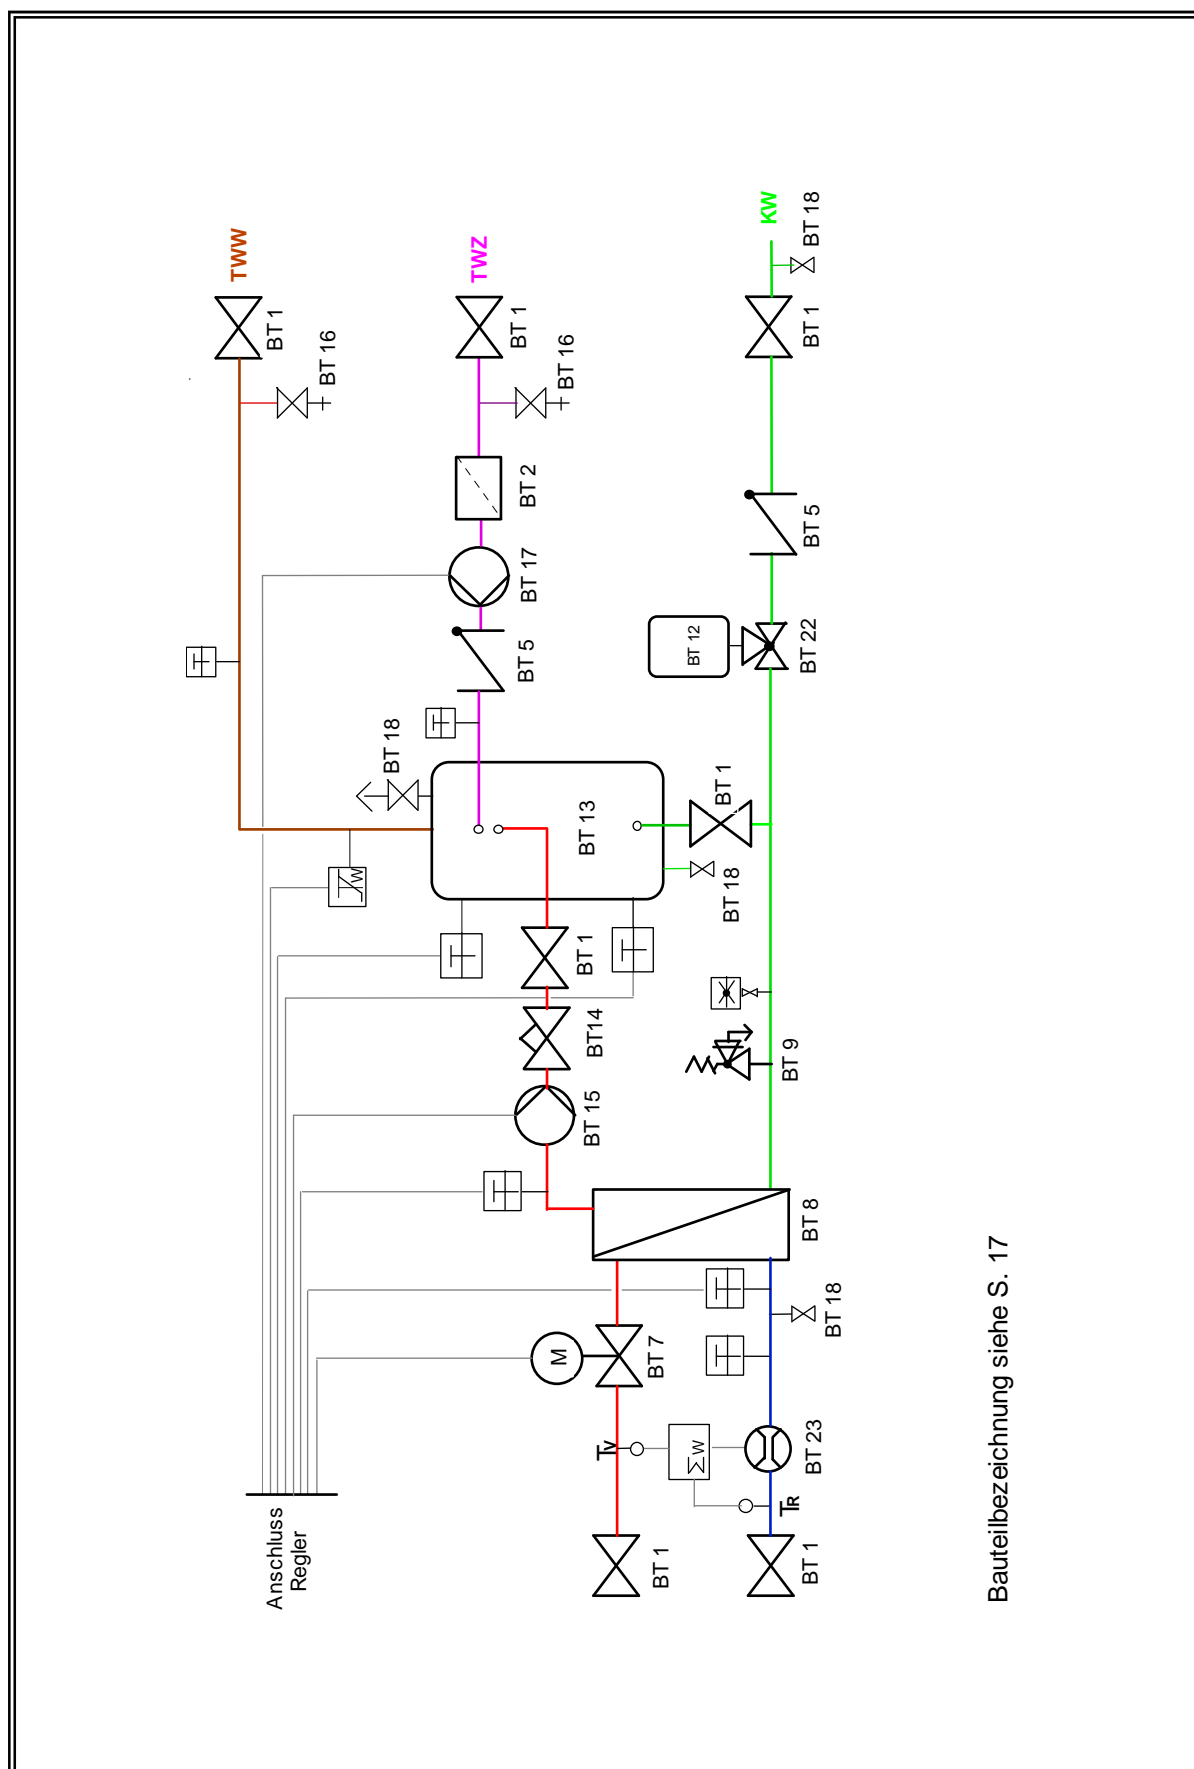 TWW
BT 1
BT 16
TWZ
BT 1
BT 16
BT 2
BT 17
BT 5
KW
BT 18
BT 1
BT 5
BT 12
BT 22
BT 18
BT 13
BT 1
BT 18
W
BT 1
BT14
BT 15
BT 9
BT 8
M
BT 7
BT 18
TV
Σ W
BT 23
TR
BT 1
BT 1
Anschluss
Regler
Bauteilbezeichnung siehe S. 17